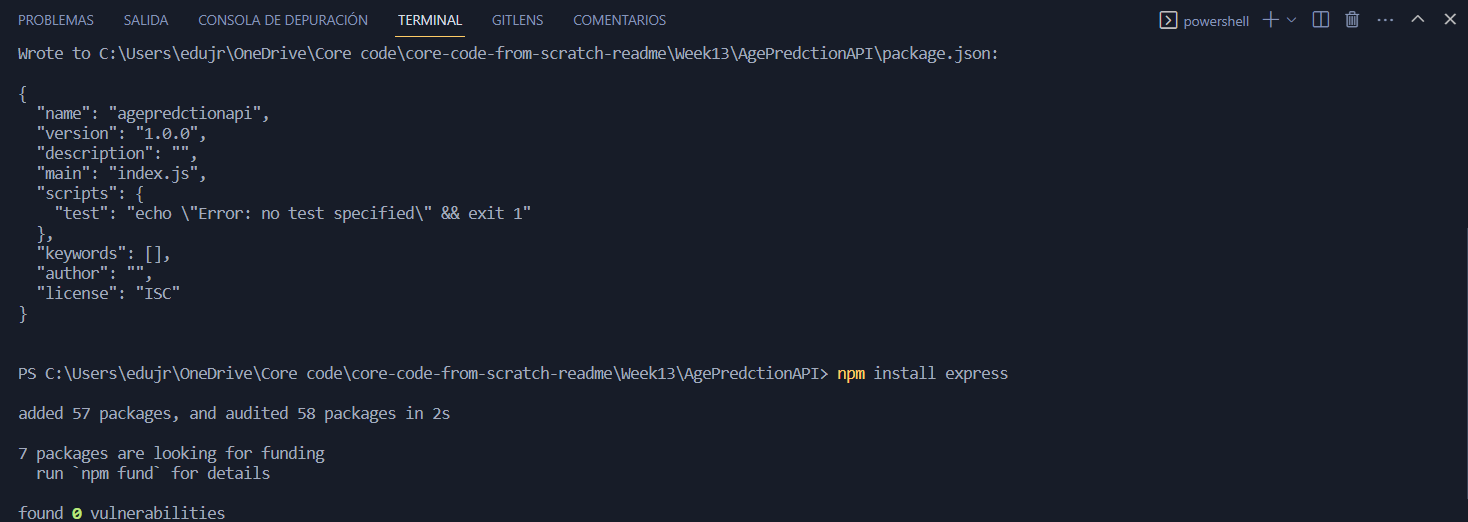 PROBLEMAS SALIDA CONSOLA DE DEPURACIÓN TERMINAL GITLENS COMENTARIOS powershell
Wrote to C:\Users\edujr\OneDrive\Core code\core-code-from-scratch-readme\Week13\AgePredctionAPI\package.json:
{
  "name": "agepredctionapi",
  "version": "1.0.0",
  "description": "",
  "main": "index.js",
  "scripts": {
    "test": "echo \"Error: no test specified\" && exit 1"
  },
  "keywords": [],
  "author": "",
  "license": "ISC"
}
PS C:\Users\edujr\OneDrive\Core code\core-code-from-scratch-readme\Week13\AgePredctionAPI> npm install express
added 57 packages, and audited 58 packages in 2s
7 packages are looking for funding
  run `npm fund` for details
found 0 vulnerabilities